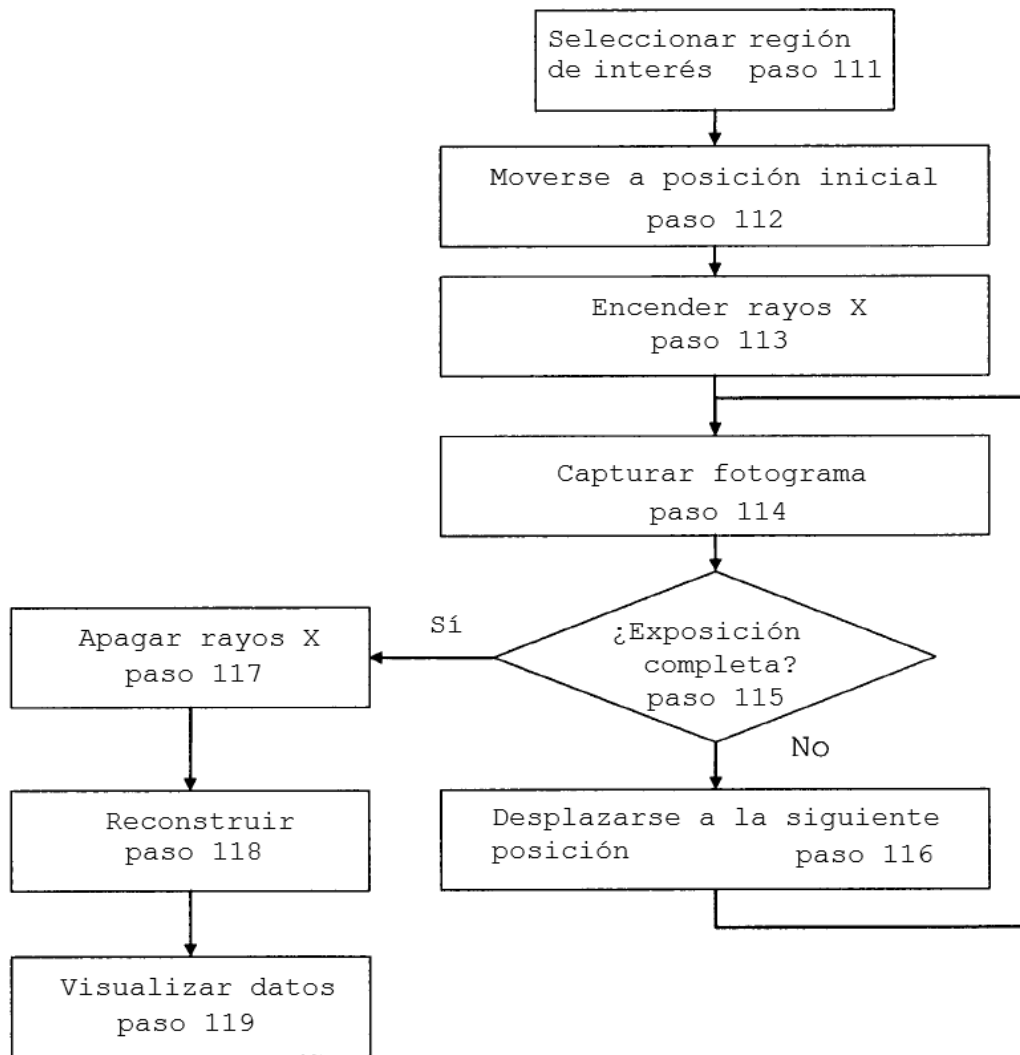 Seleccionar región
de interés paso 111
Moverse a posición inicial
paso 112
Encender rayos X
paso 113
Capturar fotograma
paso 114
¿Exposición
completa?
paso 115
Sí
No
Apagar rayos X
paso 117
Desplazarse a la siguiente
posición paso 116
Reconstruir
paso 118
Visualizar datos
paso 119